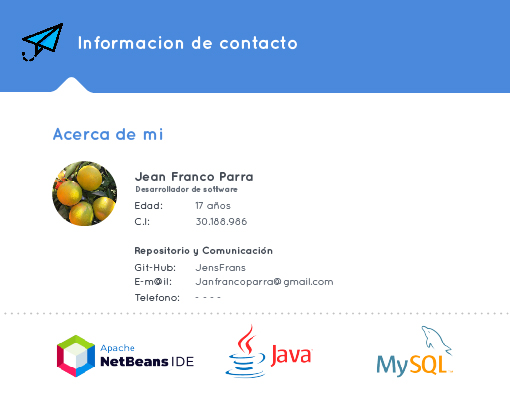 Informacion de contacto
Acerca de mi
Jean Franco Parra
Desarrollador de software
Edad: 17 años
C.I: 30.188.986
Repositorio y Comunicación
Git-Hub: JensFrans
E-m@il: Janfrancoparra@gmail.com
Telefono: - - - -
Apache
NetBeans IDE
Java
MySQL™